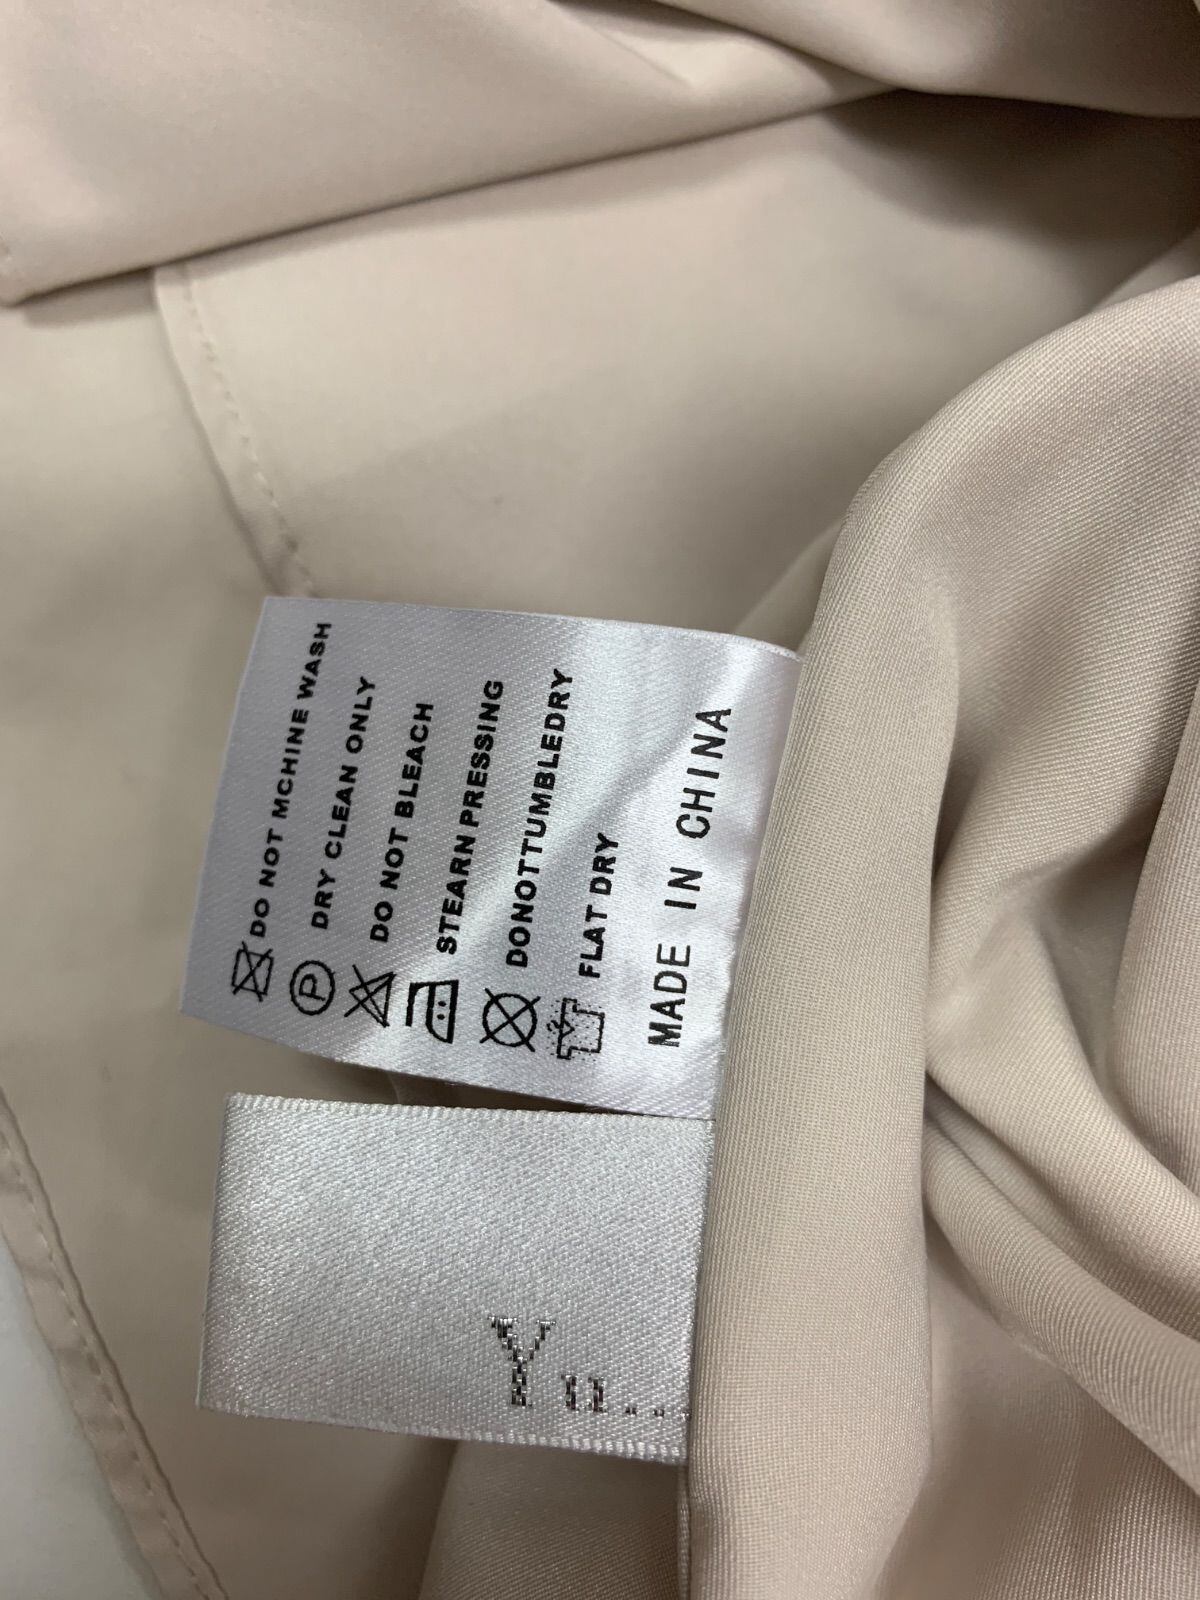 DO NOT MCHINE WASH
P DRY CLEAN ONLY
DO NOT BLEACH
STEARN PRESSING
DONOTTUMBLEDRY
FLAT DRY
MADE IN CHINA